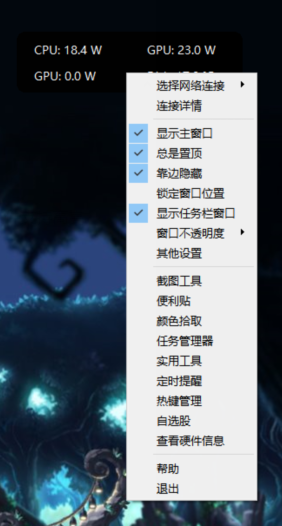 CPU: 18.4 W GPU: 23.0 W
GPU: 0.0 W
选择网络连接
连接详情
显示主窗口
总是置顶
靠边隐藏
锁定窗口位置
显示任务栏窗口
窗口不透明度
其他设置
截图工具
便利贴
颜色拾取
任务管理器
实用工具
定时提醒
热键管理
自选股
查看硬件信息
帮助
退出